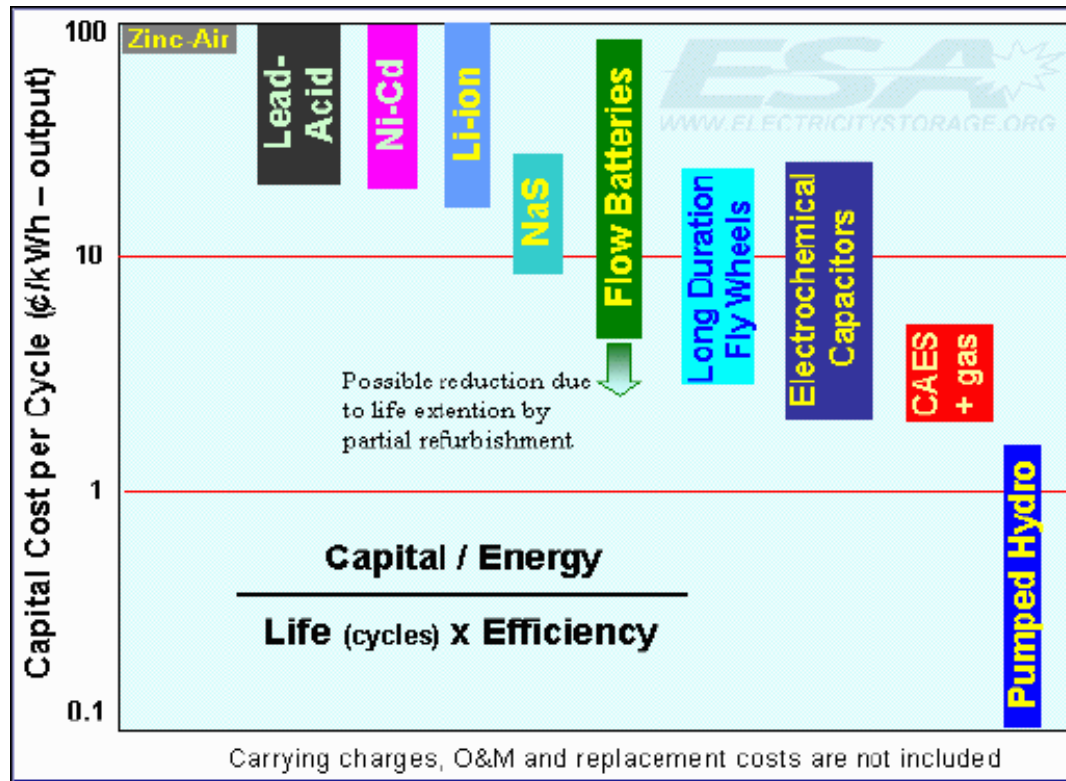 Capital Cost per Cycle (¢/kWh – output)
100
10
1
0.1
Zinc-Air
Lead-
Acid
Ni-Cd
Li-ion
NaS
Flow Batteries
Long Duration
Fly Wheels
Electrochemical
Capacitors
CAES
+ gas
Pumped Hydro
ESA
WWW.ELECTRICITYSTORAGE.ORG
Possible reduction due
to life extention by
partial refurbishment
Capital / Energy
Life (cycles) x Efficiency
Carrying charges, O&M and replacement costs are not included